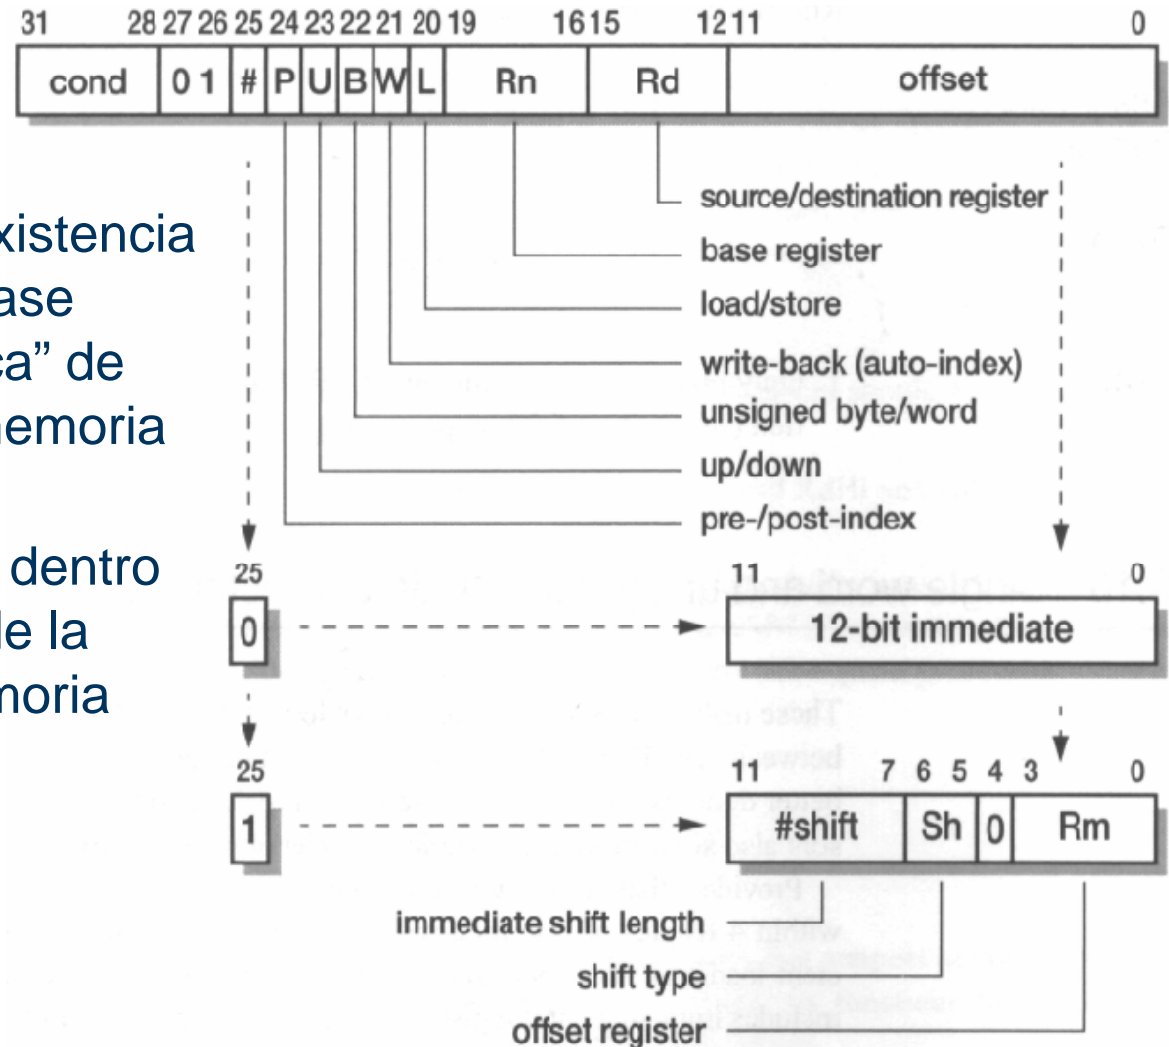 31 28 27 26 25 24 23 22 21 20 19 16 15 12 11 0
cond 0 1 # P U B W L Rn Rd offset
source/destination register
base register
load/store
write-back (auto-index)
unsigned byte/word
up/down
pre-/post-index
xistencia
ase
ca” de
nemoria
dentro
de la
moria
25 11 0
0 12-bit immediate
25 11 7 6 5 4 3 0
1 #shift Sh 0 Rm
immediate shift length
shift type
offset register